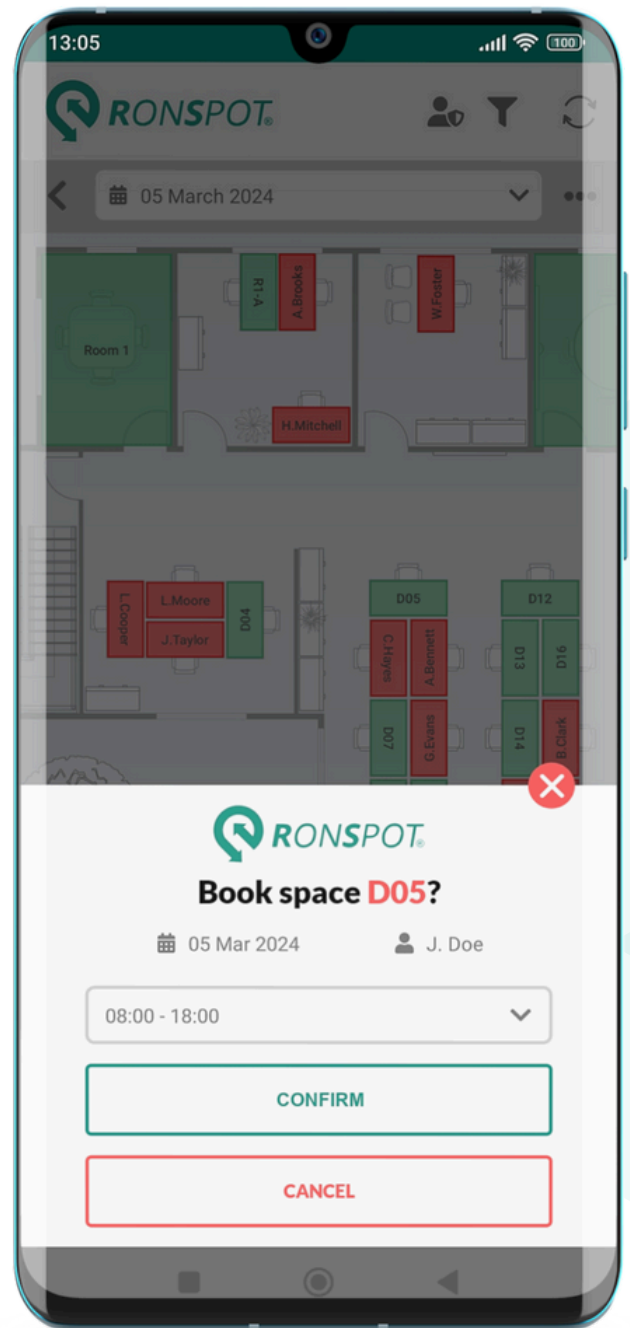 13:05
100
RONSPOT®
05 March 2024
R1-A
A.Brooks
W.Foster
Room 1
H.Mitchell
L.Cooper
L.Moore
J.Taylor
D04
D05
D12
C.Hayes
A.Bennett
D13
D16
D07
G.Evans
D14
B.Clark
RONSPOT®
Book space D05?
05 Mar 2024
J. Doe
08:00 - 18:00
CONFIRM
CANCEL